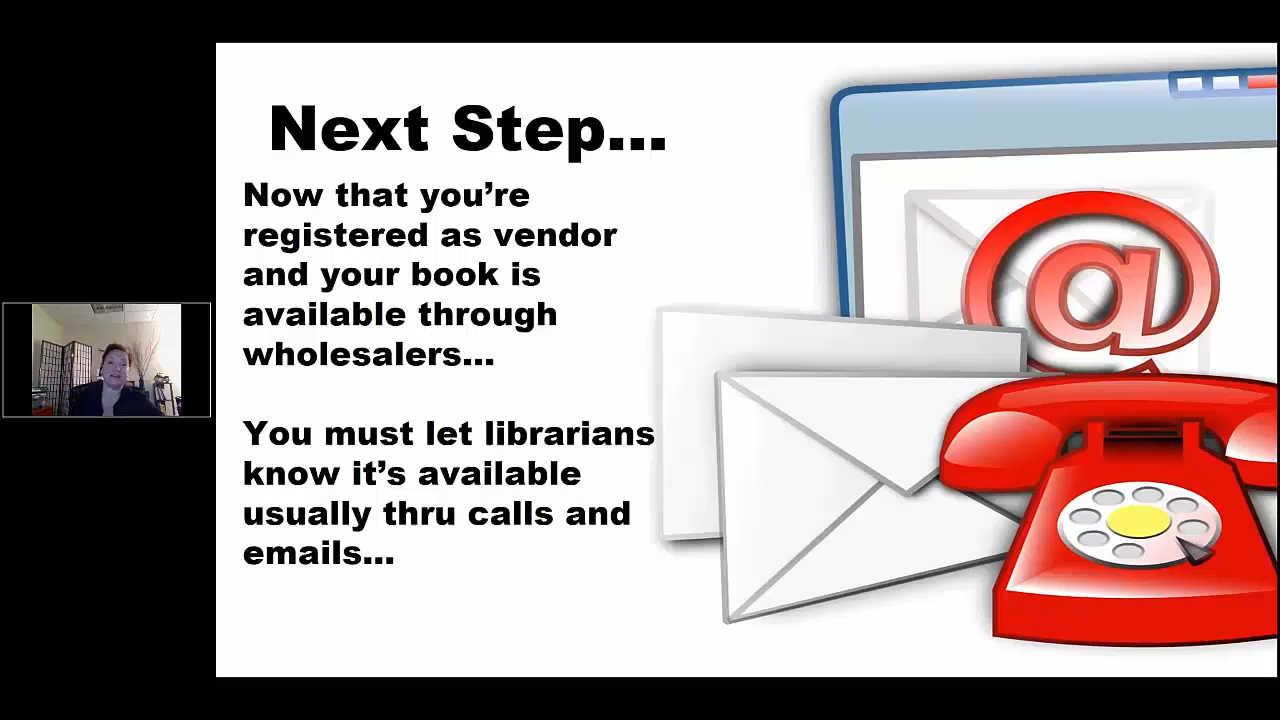 Next Step...
Now that you’re
registered as vendor
and your book is
available through
wholesalers...
You must let librarians
know it’s available
usually thru calls and
emails...
@